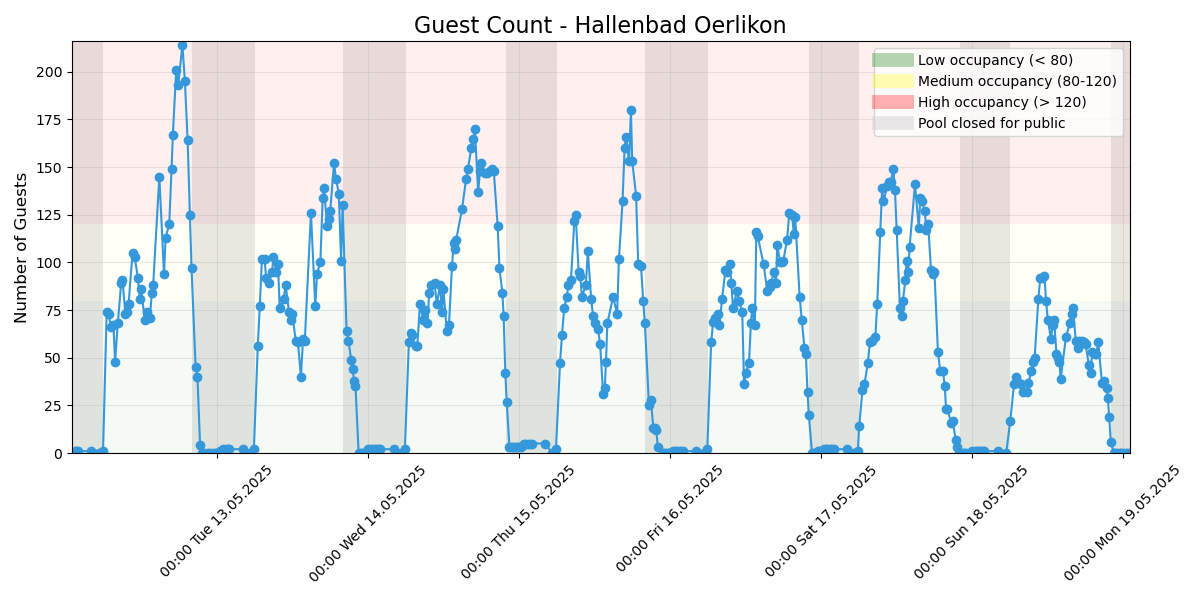 Guest Count - Hallenbad Oerlikon
Number of Guests
200
175
150
125
100
75
50
25
0
Low occupancy (< 80)
Medium occupancy (80-120)
High occupancy (> 120)
Pool closed for public
00:00 Tue 13.05.2025
00:00 Wed 14.05.2025
00:00 Thu 15.05.2025
00:00 Fri 16.05.2025
00:00 Sat 17.05.2025
00:00 Sun 18.05.2025
00:00 Mon 19.05.2025